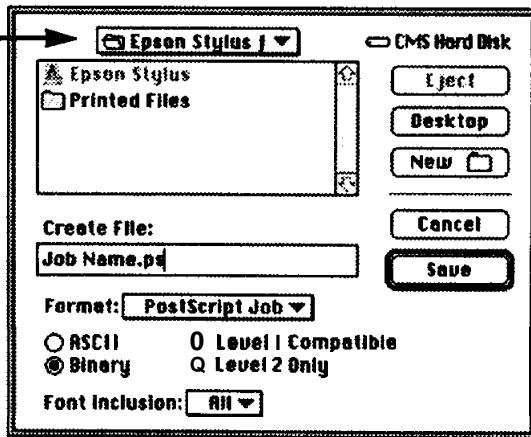 Epson Stylus f
CMS Hard Disk
Epson Stylus
Printed Files
Eject
Desktop
New
Create File:
Job Name.ps
Cancel
Save
Format: PostScript Job
ASCII
O Level 1 Compatible
Binary
Q Level 2 Only
Font Inclusion: All